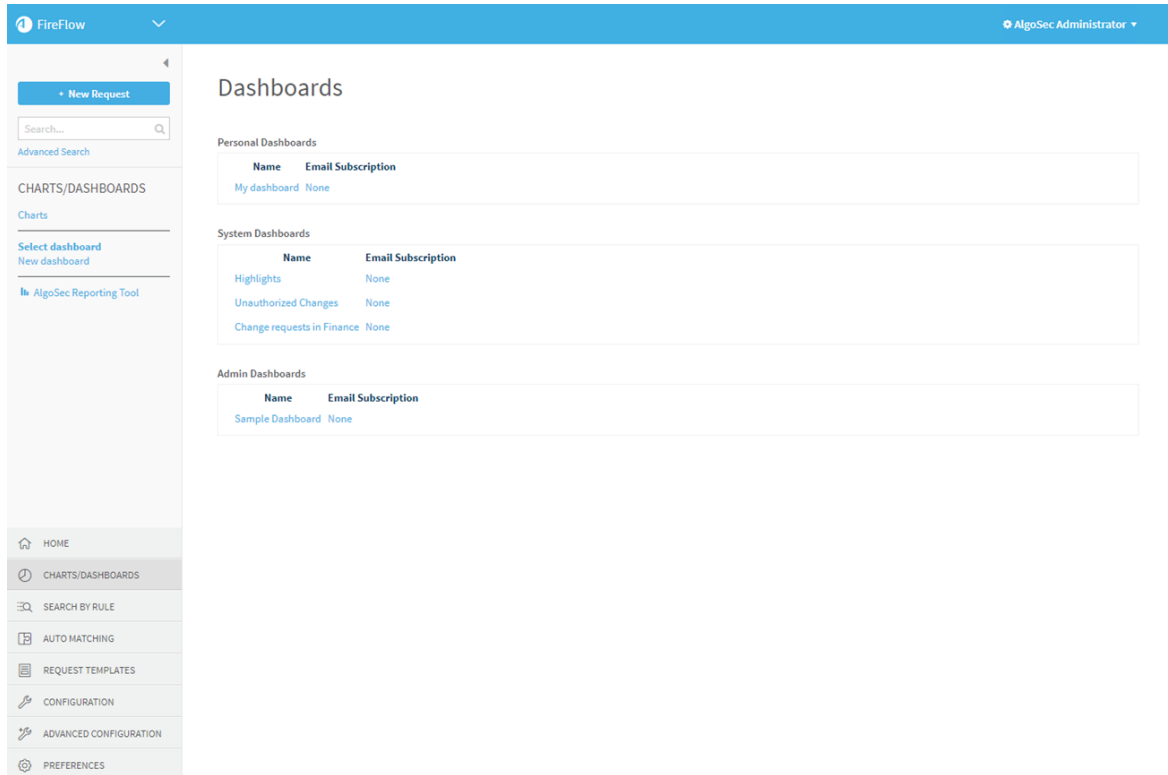 FireFlow
AlgoSec Administrator
+ New Request
Search...
Advanced Search
CHARTS/DASHBOARDS
Charts
Select dashboard
New dashboard
AlgoSec Reporting Tool
HOME
CHARTS/DASHBOARDS
SEARCH BY RULE
AUTO MATCHING
REQUEST TEMPLATES
CONFIGURATION
ADVANCED CONFIGURATION
PREFERENCES
Dashboards
Personal Dashboards
Name Email Subscription
My dashboard None
System Dashboards
Name Email Subscription
Highlights None
Unauthorized Changes None
Change requests in Finance None
Admin Dashboards
Name Email Subscription
Sample Dashboard None